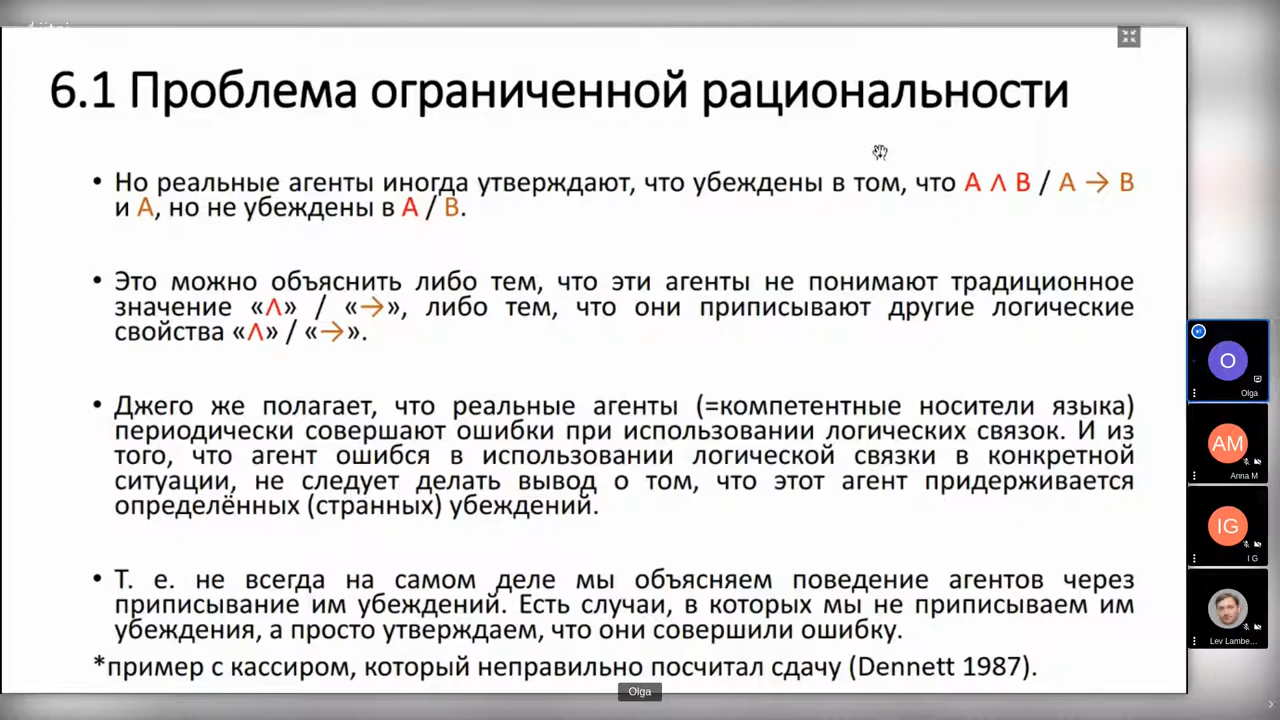 6.1 Проблема ограниченной рациональности
• Но реальные агенты иногда утверждают, что убеждены в том, что A ∧ B / A → B
и A, но не убеждены в A / B.
• Это можно объяснить либо тем, что эти агенты не понимают традиционное
значение «∧» / «→», либо тем, что они приписывают другие логические
свойства «∧» / «→».
• Джего же полагает, что реальные агенты (=компетентные носители языка)
периодически совершают ошибки при использовании логических связок. И из
того, что агент ошибся в использовании логической связки в конкретной
ситуации, не следует делать вывод о том, что этот агент придерживается
определённых (странных) убеждений.
• Т. е. не всегда на самом деле мы объясняем поведение агентов через
приписывание им убеждений. Есть случаи, в которых мы не приписываем им
убеждения, а просто утверждаем, что они совершили ошибку.
*пример с кассиром, который неправильно посчитал сдачу (Dennett 1987).
O
Olga
AM
Anna M
IG
I G
Lev Lambe...
Olga